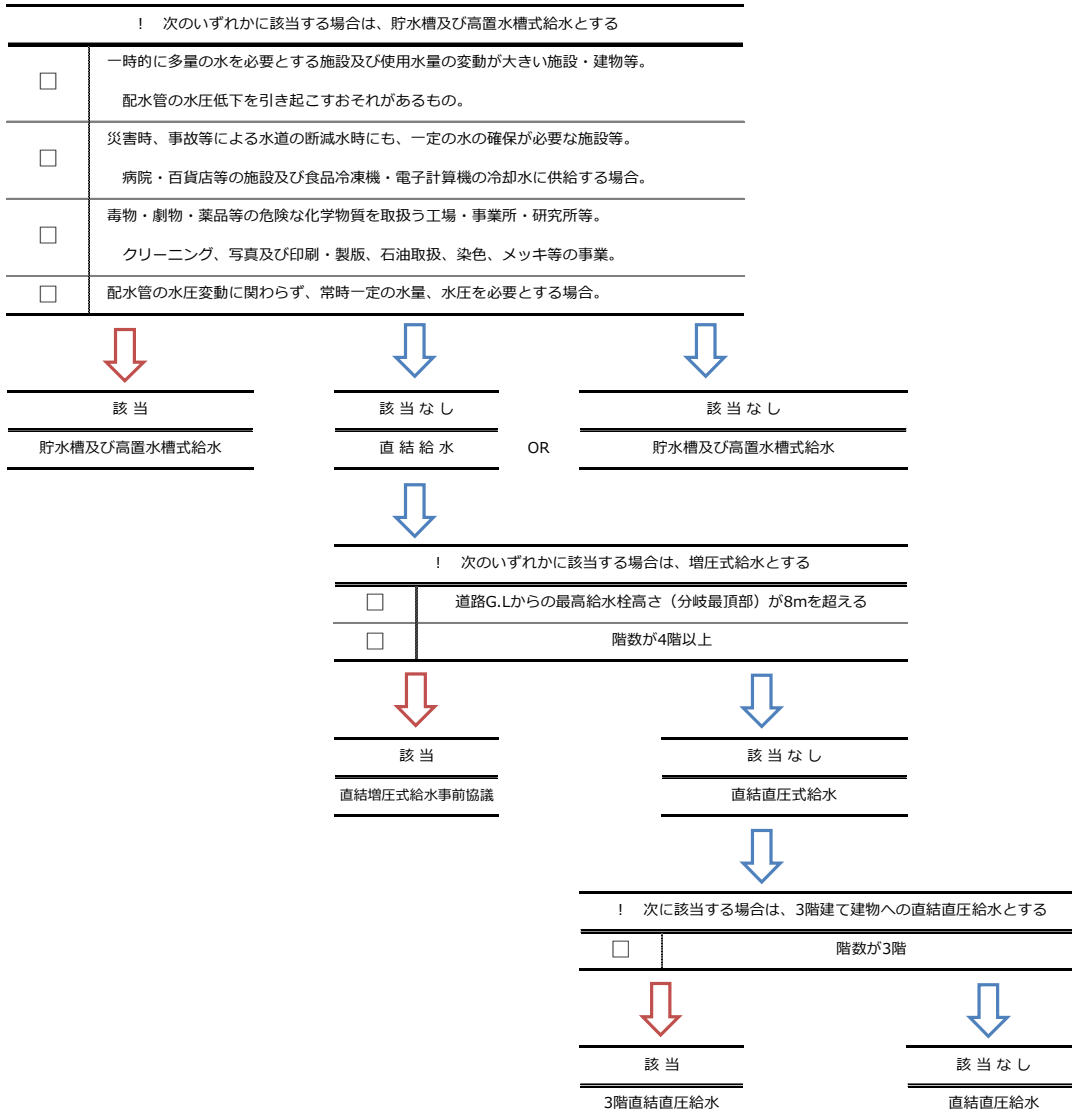 ! 次のいずれかに該当する場合は、貯水槽及び高置水槽式給水とする
□ 一時的に多量の水を必要とする施設及び使用水量の変動が大きい施設・建物等。
配水管の水圧低下を引き起こすおそれがあるもの。
□ 災害時、事故等による水道の断減水時にも、一定の水の確保が必要な施設等。
病院・百貨店等の施設及び食品冷凍機・電子計算機の冷却水に供給する場合。
□ 毒物・劇物・薬品等の危険な化学物質を取扱う工場・事業所・研究所等。
クリーニング、写真及び印刷・製版、石油取扱、染色、メッキ等の事業。
□ 配水管の水圧変動に関わらず、常時一定の水量、水圧を必要とする場合。
該当 該当なし 該当なし
貯水槽及び高置水槽式給水 直結給水 OR 貯水槽及び高置水槽式給水
! 次のいずれかに該当する場合は、増圧式給水とする
□ 道路G.Lからの最高給水栓高さ（分岐最頂部）が8mを超える
□ 階数が4階以上
該当 該当なし
直結増圧式給水事前協議 直結直圧式給水
! 次に該当する場合は、3階建て建物への直結直圧給水とする
□ 階数が3階
該当 該当なし
3階直結直圧給水 直結直圧給水